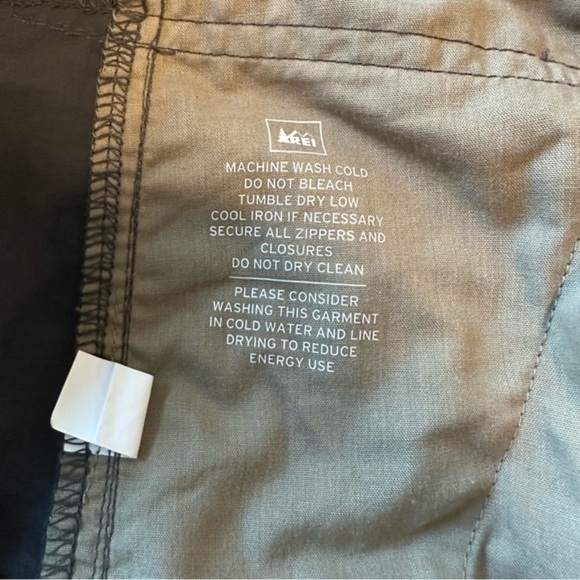 REI
MACHINE WASH COLD
DO NOT BLEACH
TUMBLE DRY LOW
COOL IRON IF NECESSARY
SECURE ALL ZIPPERS AND
CLOSURES
DO NOT DRY CLEAN
PLEASE CONSIDER
WASHING THIS GARMENT
IN COLD WATER AND LINE
DRYING TO REDUCE
ENERGY USE